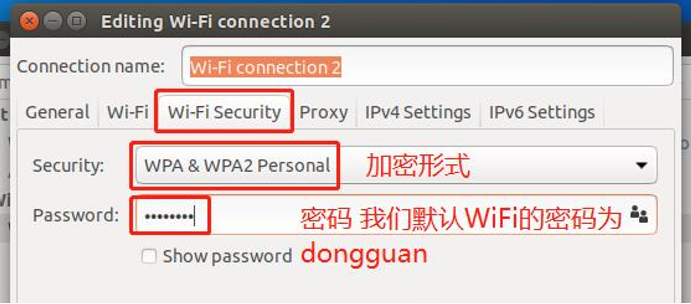 Editing Wi-Fi connection 2
Connection name: Wi-Fi connection 2
General Wi-Fi Wi-Fi Security Proxy IPv4 Settings IPv6 Settings
Security: WPA & WPA2 Personal 加密形式
Password: •••••••• 密码 我们默认WiFi的密码为
Show password dongguan